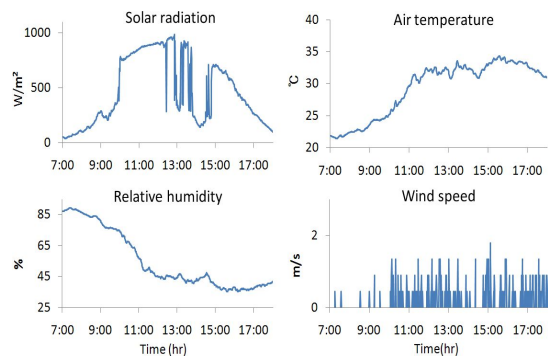 Solar radiation
1000
500
0
W/m²
7:00 9:00 11:00 13:00 15:00 17:00
Air temperature
40
35
30
25
20
℃
7:00 9:00 11:00 13:00 15:00 17:00
Relative humidity
85
65
45
25
%
7:00 9:00 11:00 13:00 15:00 17:00
Time (hr)
Wind speed
2
0
m/s
7:00 9:00 11:00 13:00 15:00 17:00
Time(hr)